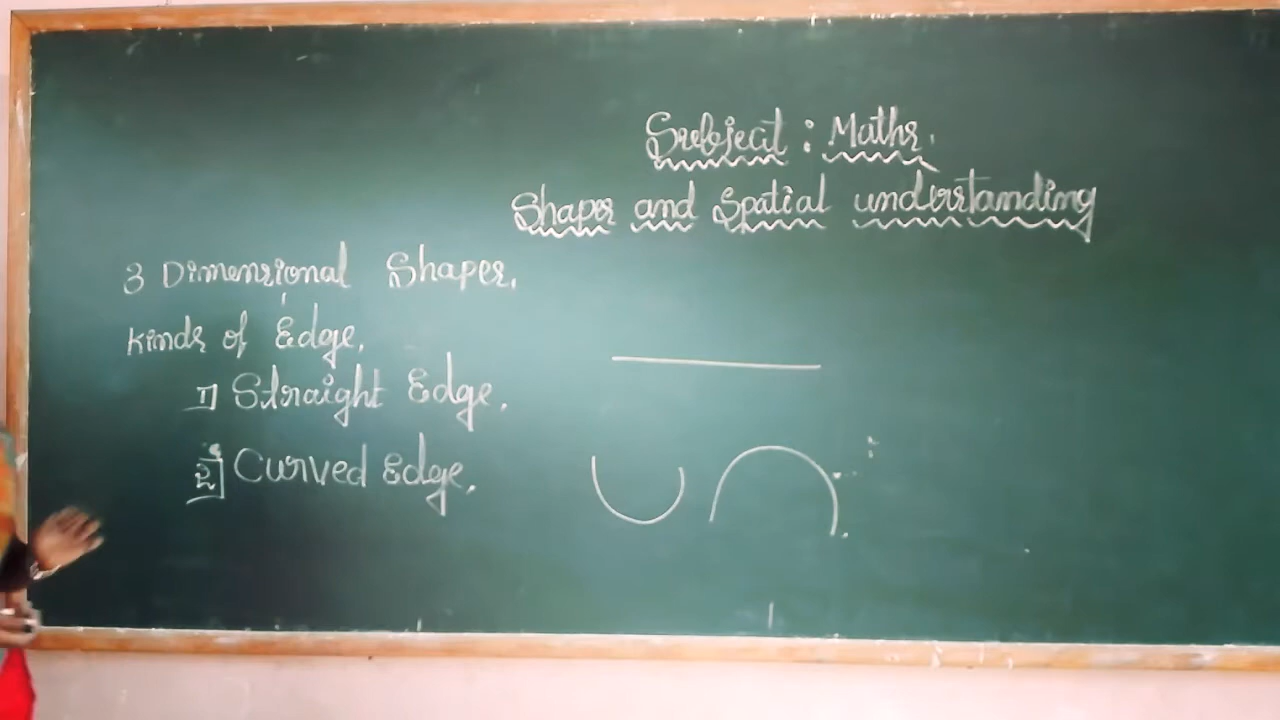 Subject : Maths.
Shapes and Spatial understanding
3 Dimensional Shapes.
Kinds of Edge.
1] Straight Edge.
2] Curved Edge.